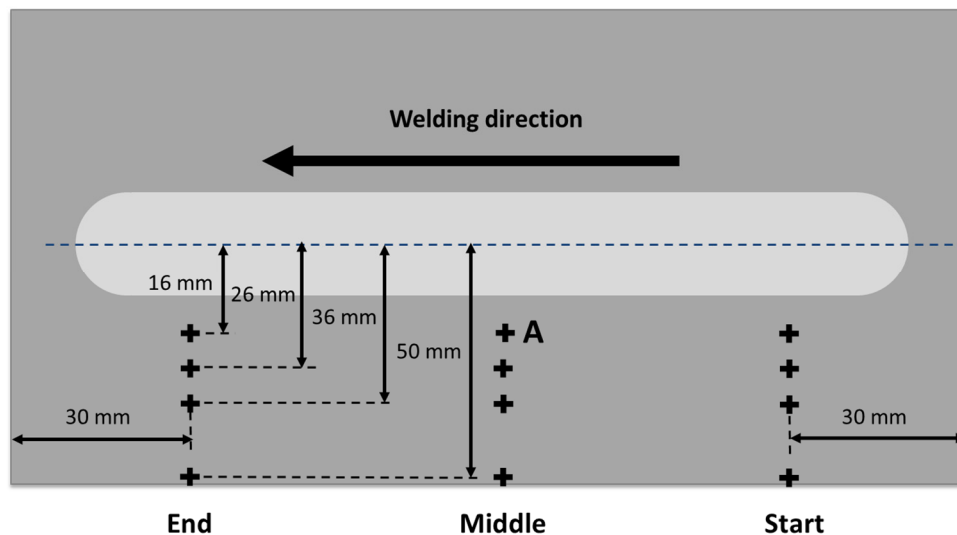 Welding direction
16 mm
26 mm
36 mm
50 mm
A
30 mm
30 mm
End
Middle
Start